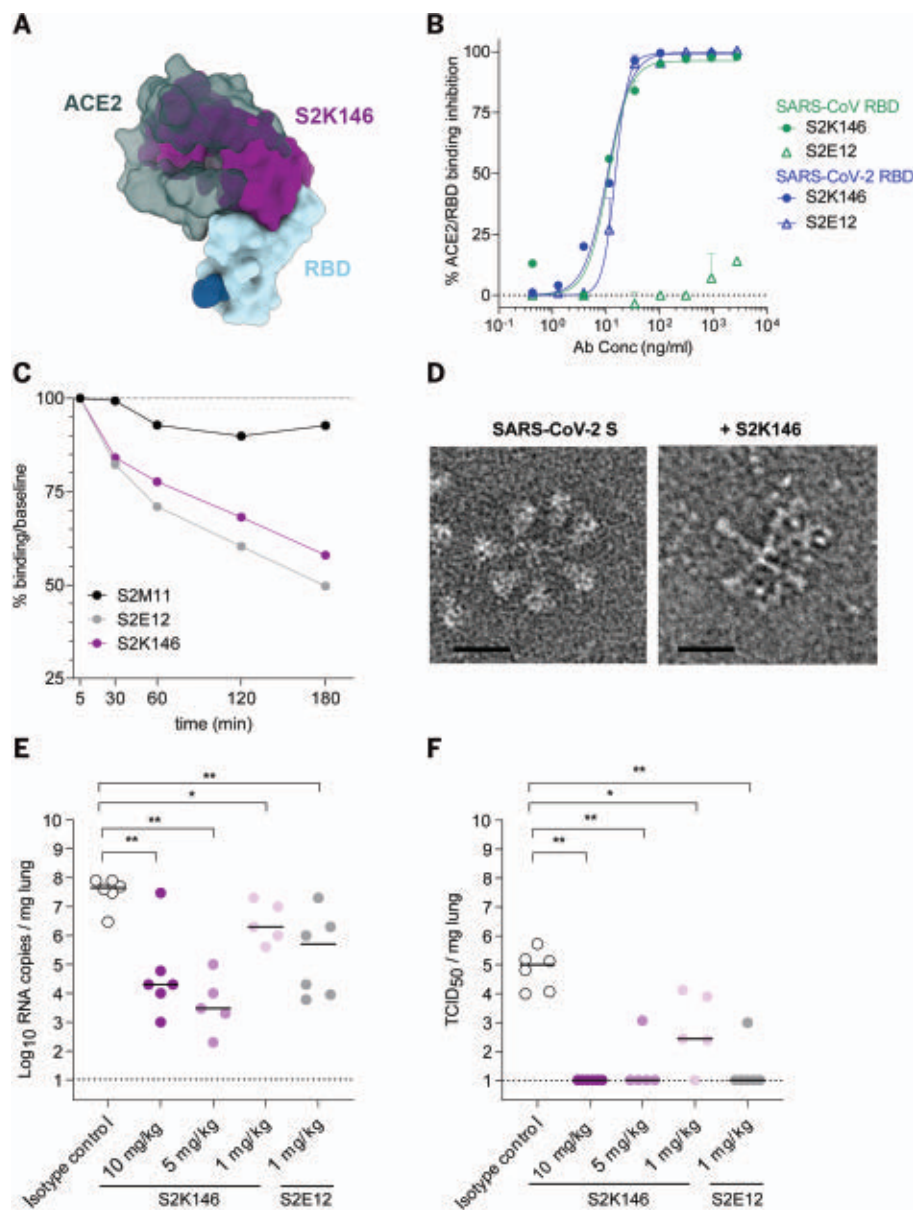 A
ACE2
S2K146
RBD
B
% ACE2/RBD binding inhibition
100
75
50
25
0
10-1
100
101
102
103
104
Ab Conc (ng/ml)
SARS-CoV RBD
S2K146
S2E12
SARS-CoV-2 RBD
S2K146
S2E12
C
% binding/baseline
100
75
50
25
S2M11
S2E12
S2K146
5 30 60 120 180
time (min)
D
SARS-CoV-2 S
+ S2K146
E
**
*
**
**
Log10 RNA copies / mg lung
10
9
8
7
6
5
4
3
2
1
Isotype control
10 mg/kg
5 mg/kg
1 mg/kg
1 mg/kg
S2K146
S2E12
F
**
*
**
**
TCID50 / mg lung
10
9
8
7
6
5
4
3
2
1
Isotype control
10 mg/kg
5 mg/kg
1 mg/kg
1 mg/kg
S2K146
S2E12